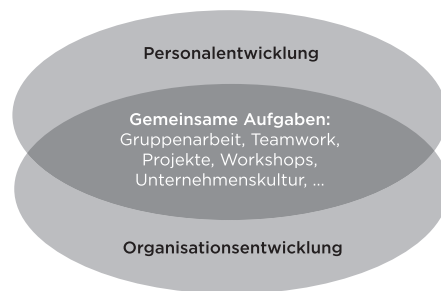 Personalentwicklung
Gemeinsame Aufgaben:
Gruppenarbeit, Teamwork,
Projekte, Workshops,
Unternehmenskultur, ...
Organisationsentwicklung